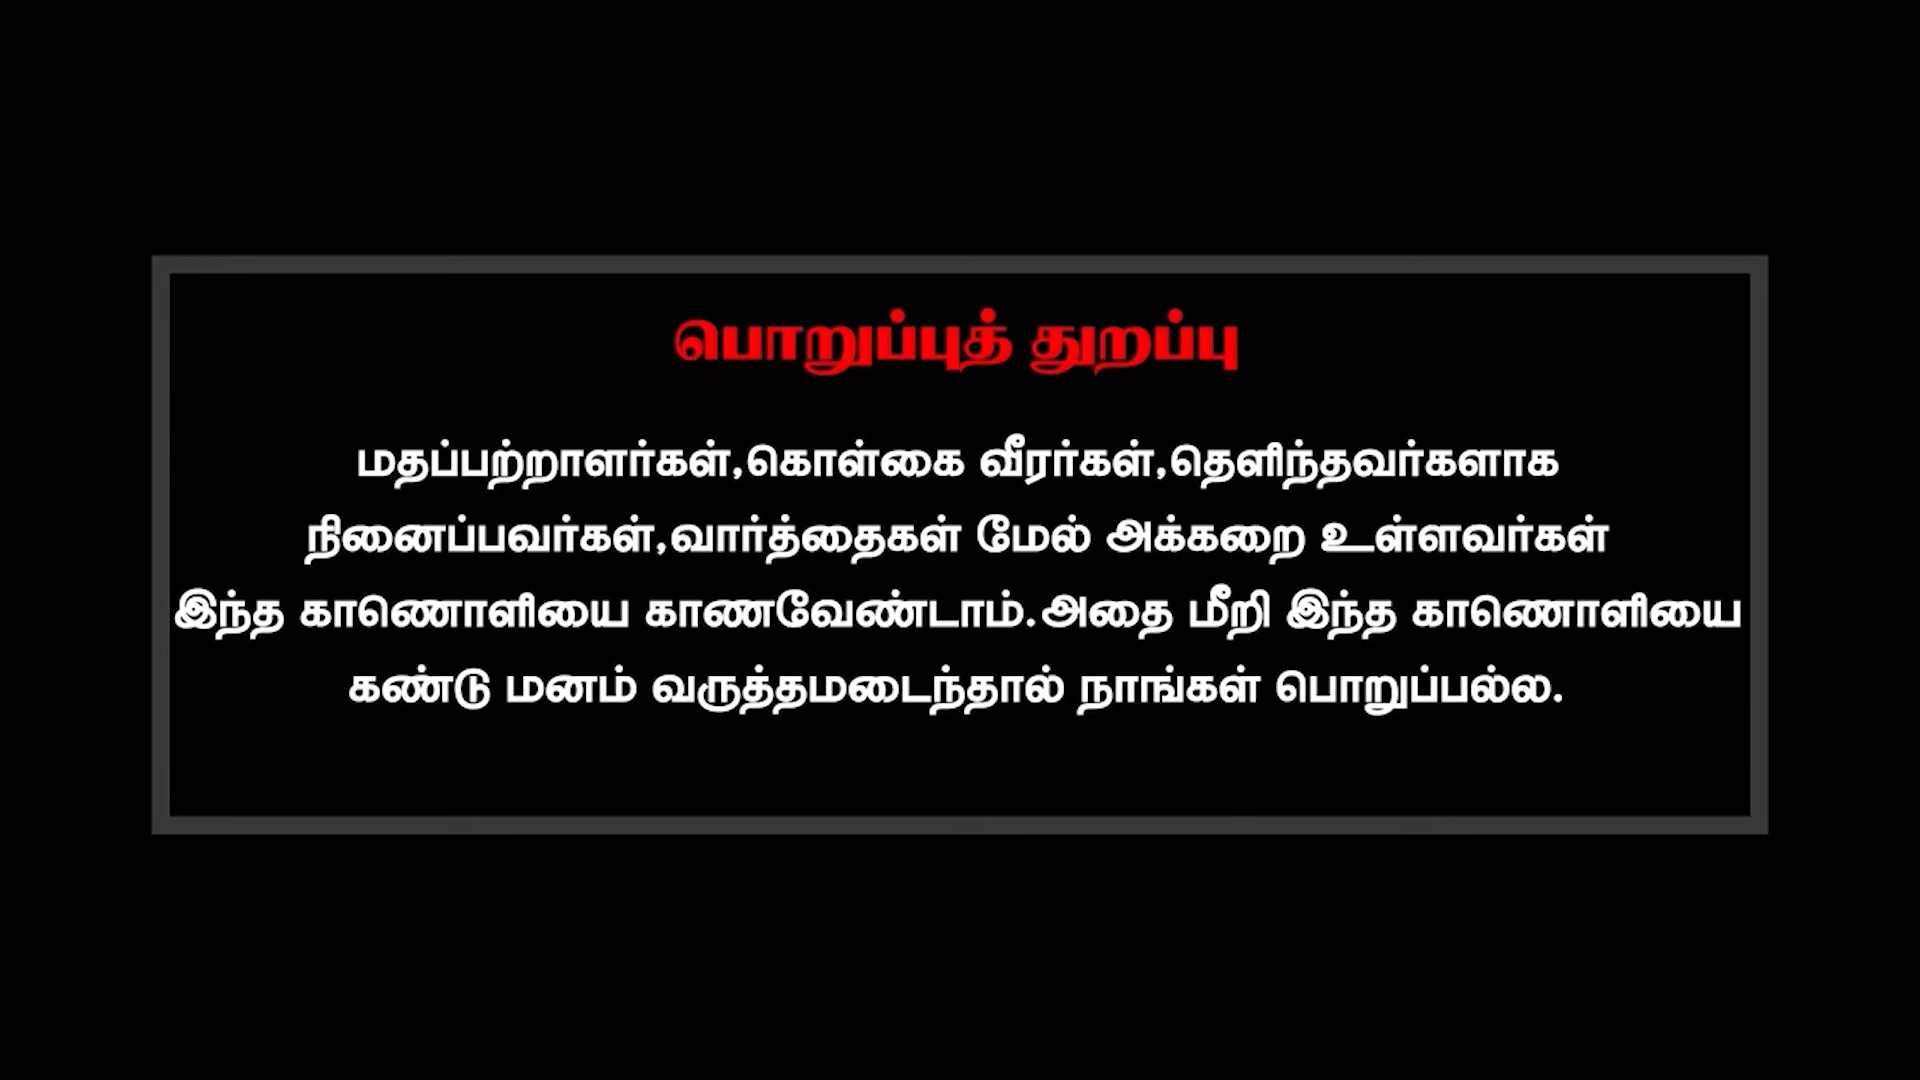 பொறுப்புத் துறப்பு
மதப்பற்றாளர்கள்,கொள்கை வீரர்கள்,தெளிந்தவர்களாக
நினைப்பவர்கள்,வார்த்தைகள் மேல் அக்கறை உள்ளவர்கள்
இந்த காணொளியை காணவேண்டாம்.அதை மீறி இந்த காணொளியை
கண்டு மனம் வருத்தமடைந்தால் நாங்கள் பொறுப்பல்ல.